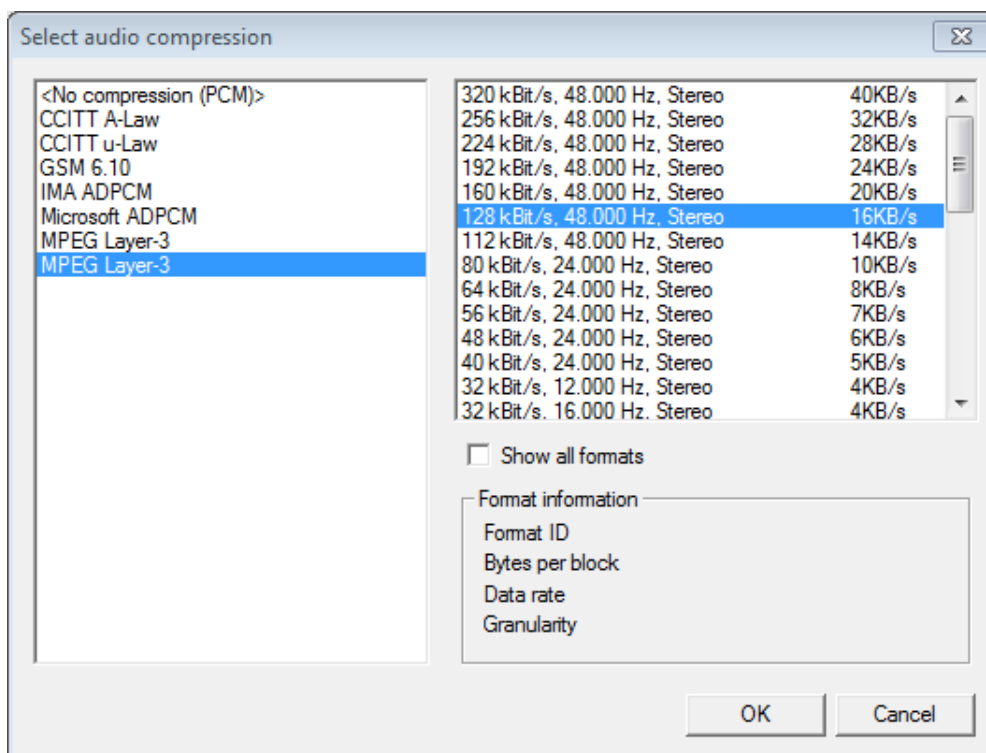 Select audio compression
<No compression (PCM)>
CCITT A-Law
CCITT u-Law
GSM 6.10
IMA ADPCM
Microsoft ADPCM
MPEG Layer-3
MPEG Layer-3
320 kBit/s, 48.000 Hz, Stereo 40KB/s
256 kBit/s, 48.000 Hz, Stereo 32KB/s
224 kBit/s, 48.000 Hz, Stereo 28KB/s
192 kBit/s, 48.000 Hz, Stereo 24KB/s
160 kBit/s, 48.000 Hz, Stereo 20KB/s
128 kBit/s, 48.000 Hz, Stereo 16KB/s
112 kBit/s, 48.000 Hz, Stereo 14KB/s
80 kBit/s, 24.000 Hz, Stereo 10KB/s
64 kBit/s, 24.000 Hz, Stereo 8KB/s
56 kBit/s, 24.000 Hz, Stereo 7KB/s
48 kBit/s, 24.000 Hz, Stereo 6KB/s
40 kBit/s, 24.000 Hz, Stereo 5KB/s
32 kBit/s, 12.000 Hz, Stereo 4KB/s
32 kBit/s, 16.000 Hz, Stereo 4KB/s
Show all formats
Format information
Format ID
Bytes per block
Data rate
Granularity
OK Cancel